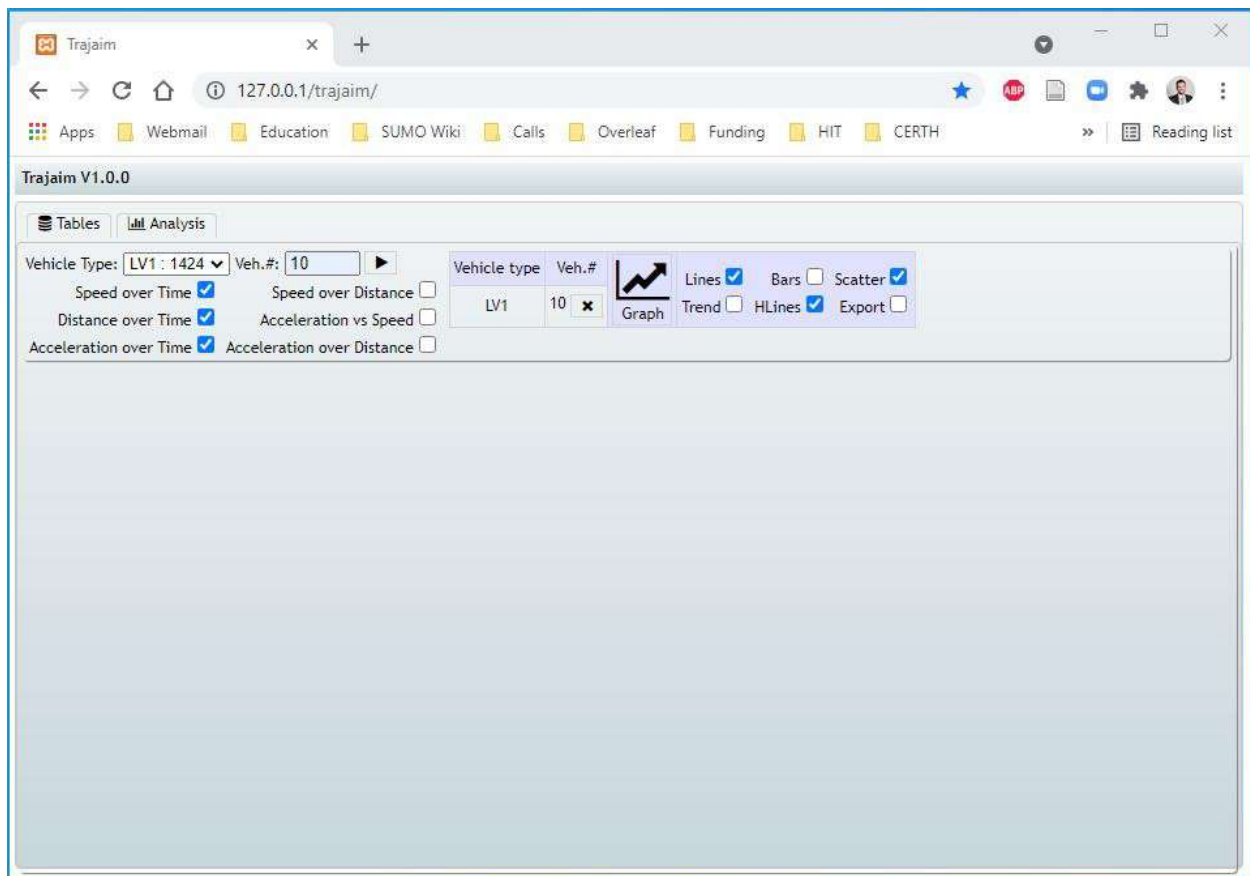 Trajaim
127.0.0.1/trajaim/
ABP
Apps Webmail Education SUMO Wiki Calls Overleaf Funding HIT CERTH » Reading list
Trajaim V1.0.0
Tables Analysis
Vehicle Type: LV1 : 1424 Veh.#: 10
Speed over Time Speed over Distance
Distance over Time Acceleration vs Speed
Acceleration over Time Acceleration over Distance
Vehicle type Veh.#
LV1 10
Graph
Lines Bars Scatter
Trend HLines Export